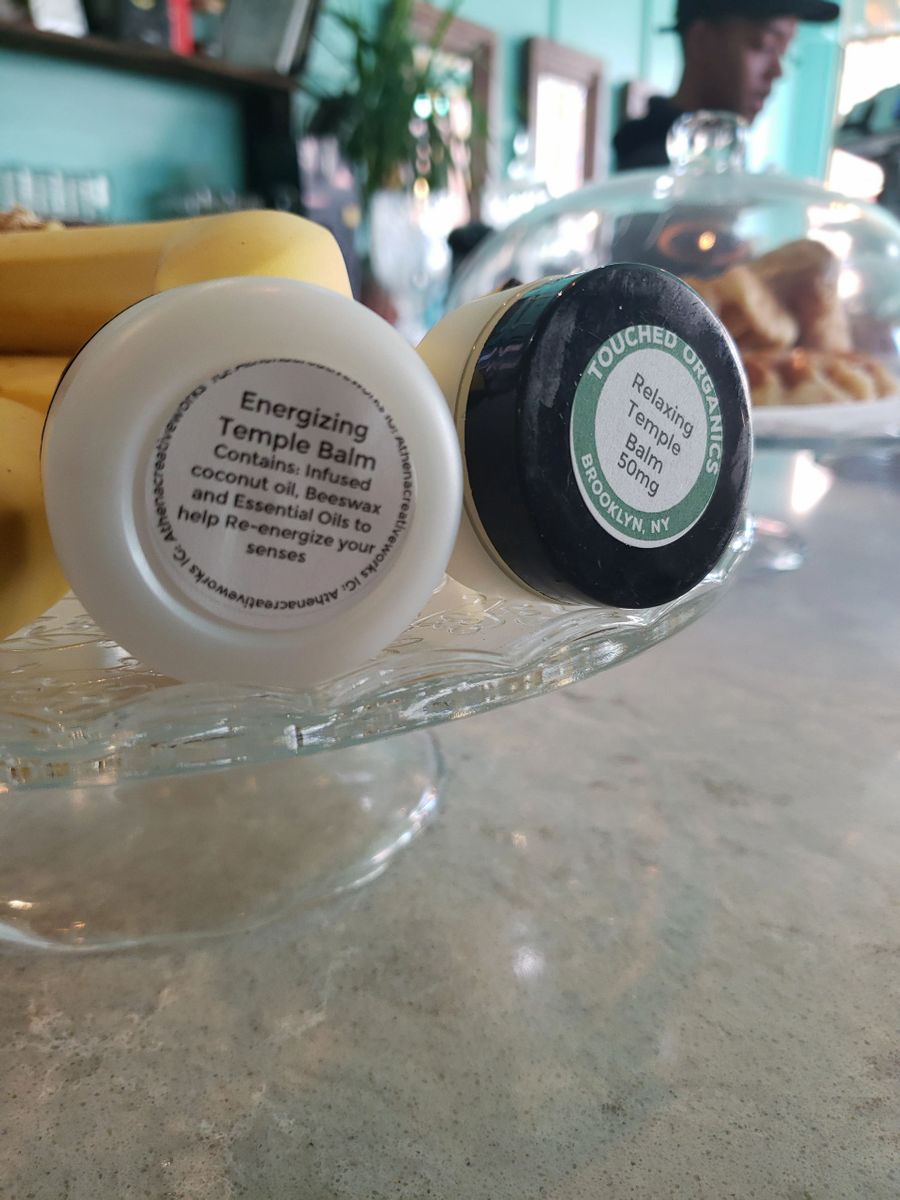 Energizing
Temple Balm
Contains: Infused
coconut oil, Beeswax
and Essential Oils to
help Re-energize your
senses
IG: Athenacreativeworks IG: Athenacreativeworks
TOUCHED ORGANICS
Relaxing
Temple
Balm
50mg
BROOKLYN, NY